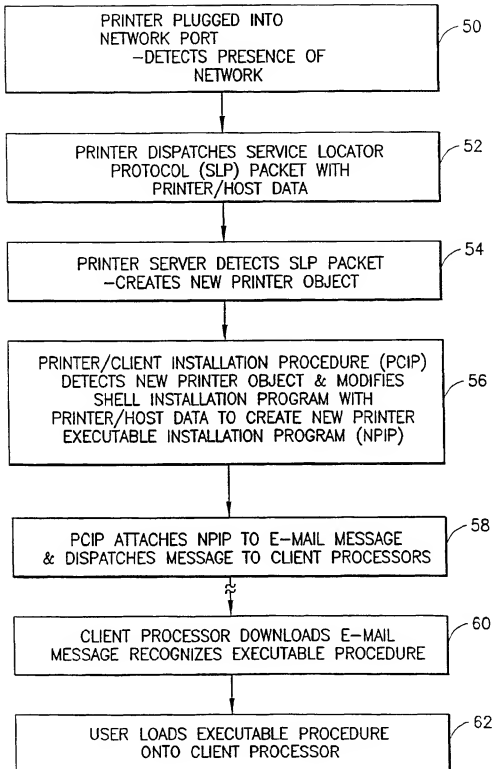 PRINTER PLUGGED INTO
NETWORK PORT
-DETECTS PRESENCE OF
NETWORK
50
PRINTER DISPATCHES SERVICE LOCATOR
PROTOCOL (SLP) PACKET WITH
PRINTER/HOST DATA
52
PRINTER SERVER DETECTS SLP PACKET
-CREATES NEW PRINTER OBJECT
54
PRINTER/CLIENT INSTALLATION PROCEDURE (PCIP)
DETECTS NEW PRINTER OBJECT & MODIFIES
SHELL INSTALLATION PROGRAM WITH
PRINTER/HOST DATA TO CREATE NEW PRINTER
EXECUTABLE INSTALLATION PROGRAM (NPIP)
56
PCIP ATTACHES NPIP TO E-MAIL MESSAGE
& DISPATCHES MESSAGE TO CLIENT PROCESSORS
58
CLIENT PROCESSOR DOWNLOADS E-MAIL
MESSAGE RECOGNIZES EXECUTABLE PROCEDURE
60
USER LOADS EXECUTABLE PROCEDURE
ONTO CLIENT PROCESSOR
62